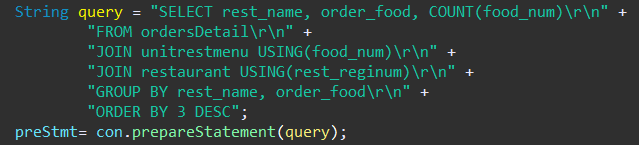 String query = "SELECT rest_name, order_food, COUNT(food_num)\r\n" +
"FROM ordersDetail\r\n" +
"JOIN unitrestmenu USING(food_num)\r\n" +
"JOIN restaurant USING(rest_reginum)\r\n" +
"GROUP BY rest_name, order_food\r\n" +
"ORDER BY 3 DESC";
preStmt= con.prepareStatement(query);